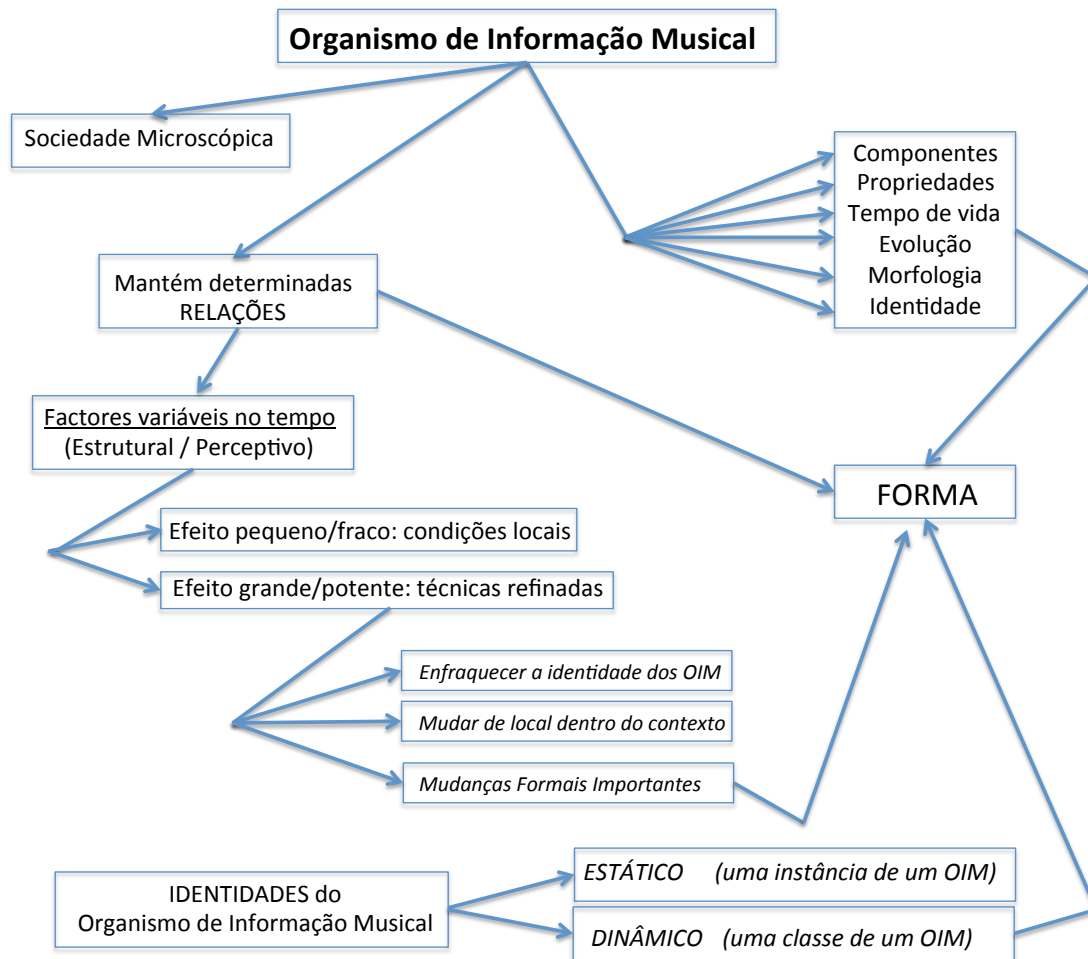 Organismo de Informação Musical
Sociedade Microscópica
Componentes
Propriedades
Tempo de vida
Evolução
Morfologia
Identidade
Mantém determinadas
RELAÇÕES
Factores variáveis no tempo
(Estrutural / Perceptivo)
FORMA
Efeito pequeno/fraco: condições locais
Efeito grande/potente: técnicas refinadas
Enfraquecer a identidade dos OIM
Mudar de local dentro do contexto
Mudanças Formais Importantes
IDENTIDADES do
Organismo de Informação Musical
ESTÁTICO (uma instância de um OIM)
DINÂMICO (uma classe de um OIM)